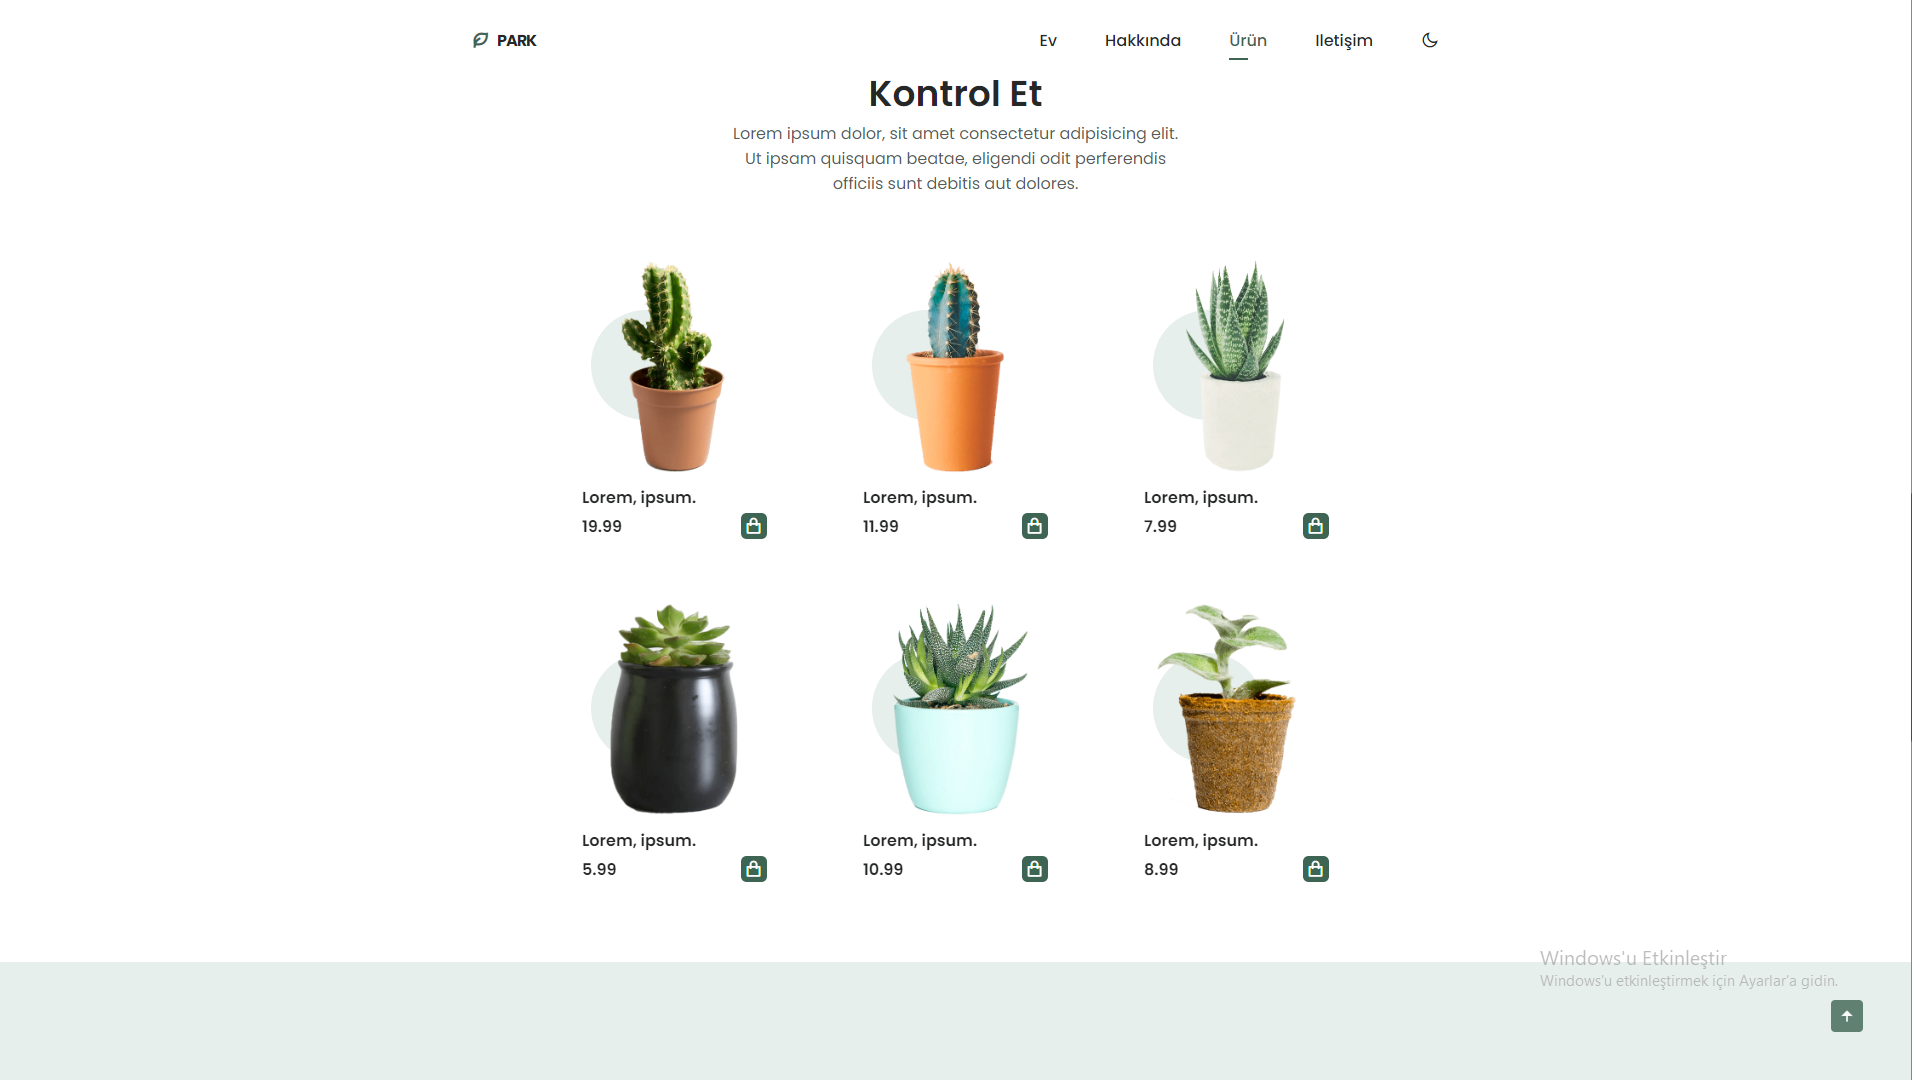 PARK
Ev Hakkında Ürün Iletişim
Kontrol Et
Lorem ipsum dolor, sit amet consectetur adipisicing elit.
Ut ipsam quisquam beatae, eligendi odit perferendis
officiis sunt debitis aut dolores.
Lorem, ipsum.
19.99
Lorem, ipsum.
11.99
Lorem, ipsum.
7.99
Lorem, ipsum.
5.99
Lorem, ipsum.
10.99
Lorem, ipsum.
8.99
Windows'u Etkinleştir
Windows'u etkinleştirmek için Ayarlar'a gidin.